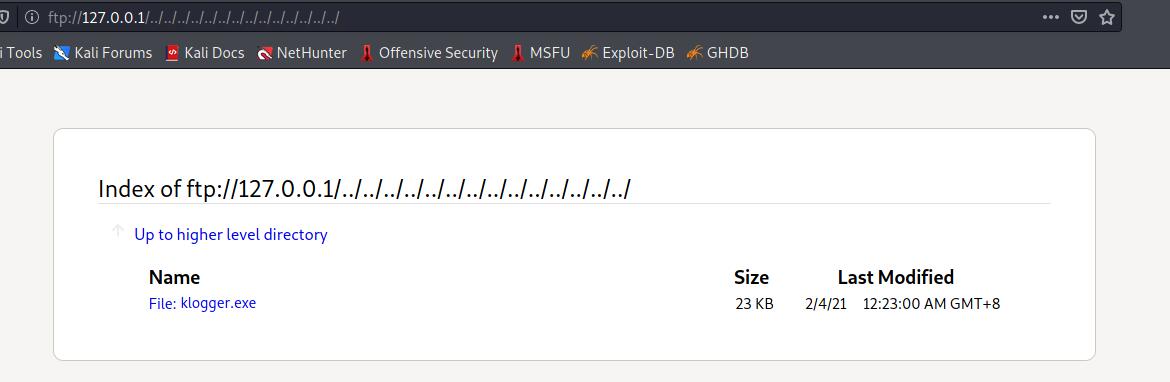 ftp://127.0.0.1/../../../../../../../../../../../../../../
i Tools Kali Forums Kali Docs NetHunter Offensive Security MSFU Exploit-DB GHDB
Index of ftp://127.0.0.1/../../../../../../../../../../../../../../
Up to higher level directory
Name Size Last Modified
File: klogger.exe 23 KB 2/4/21 12:23:00 AM GMT+8